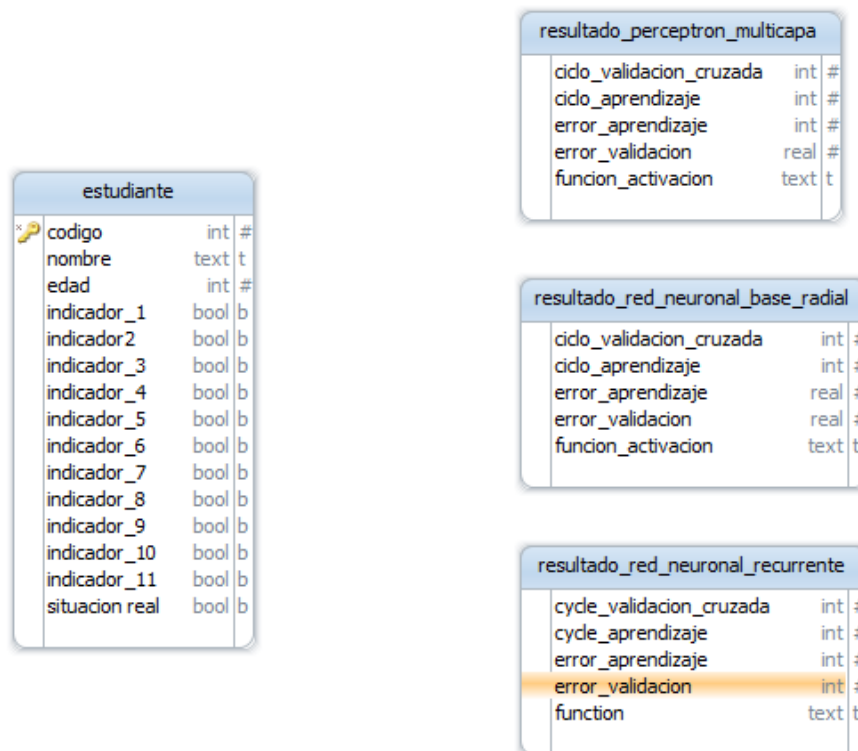 resultado_perceptron_multicapa
ciclo_validacion_cruzada int #
ciclo_aprendizaje int #
error_aprendizaje int #
error_validacion real #
funcion_activacion text t
estudiante
codigo int #
nombre text t
edad int #
indicador_1 bool b
indicador2 bool b
indicador_3 bool b
indicador_4 bool b
indicador_5 bool b
indicador_6 bool b
indicador_7 bool b
indicador_8 bool b
indicador_9 bool b
indicador_10 bool b
indicador_11 bool b
situacion real bool b
resultado_red_neuronal_base_radial
ciclo_validacion_cruzada int #
ciclo_aprendizaje int #
error_aprendizaje real #
error_validacion real #
funcion_activacion text t
resultado_red_neuronal_recurrente
cycle_validacion_cruzada int #
cycle_aprendizaje int #
error_aprendizaje int #
error_validacion int #
function text t